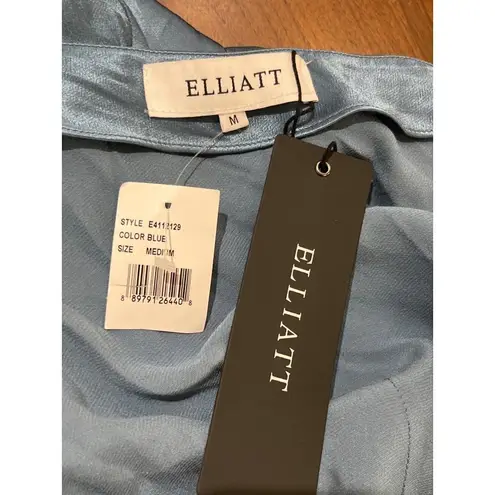 ELLIATT
M
STYLE E4112129
COLOR BLUE
SIZE MEDIUM
8 89791 26440 8
ELLIATT